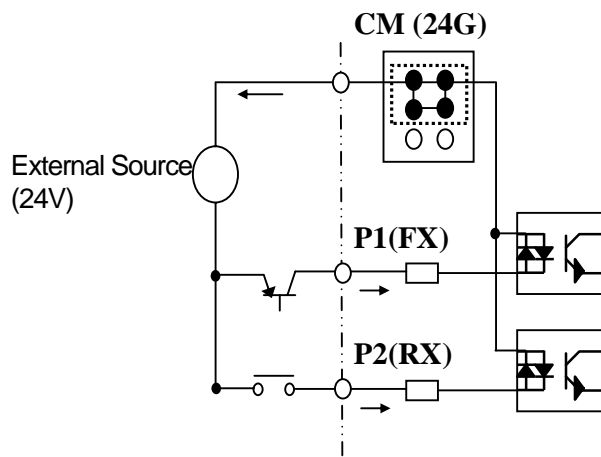 CM (24G)
External Source
(24V)
P1(FX)
P2(RX)